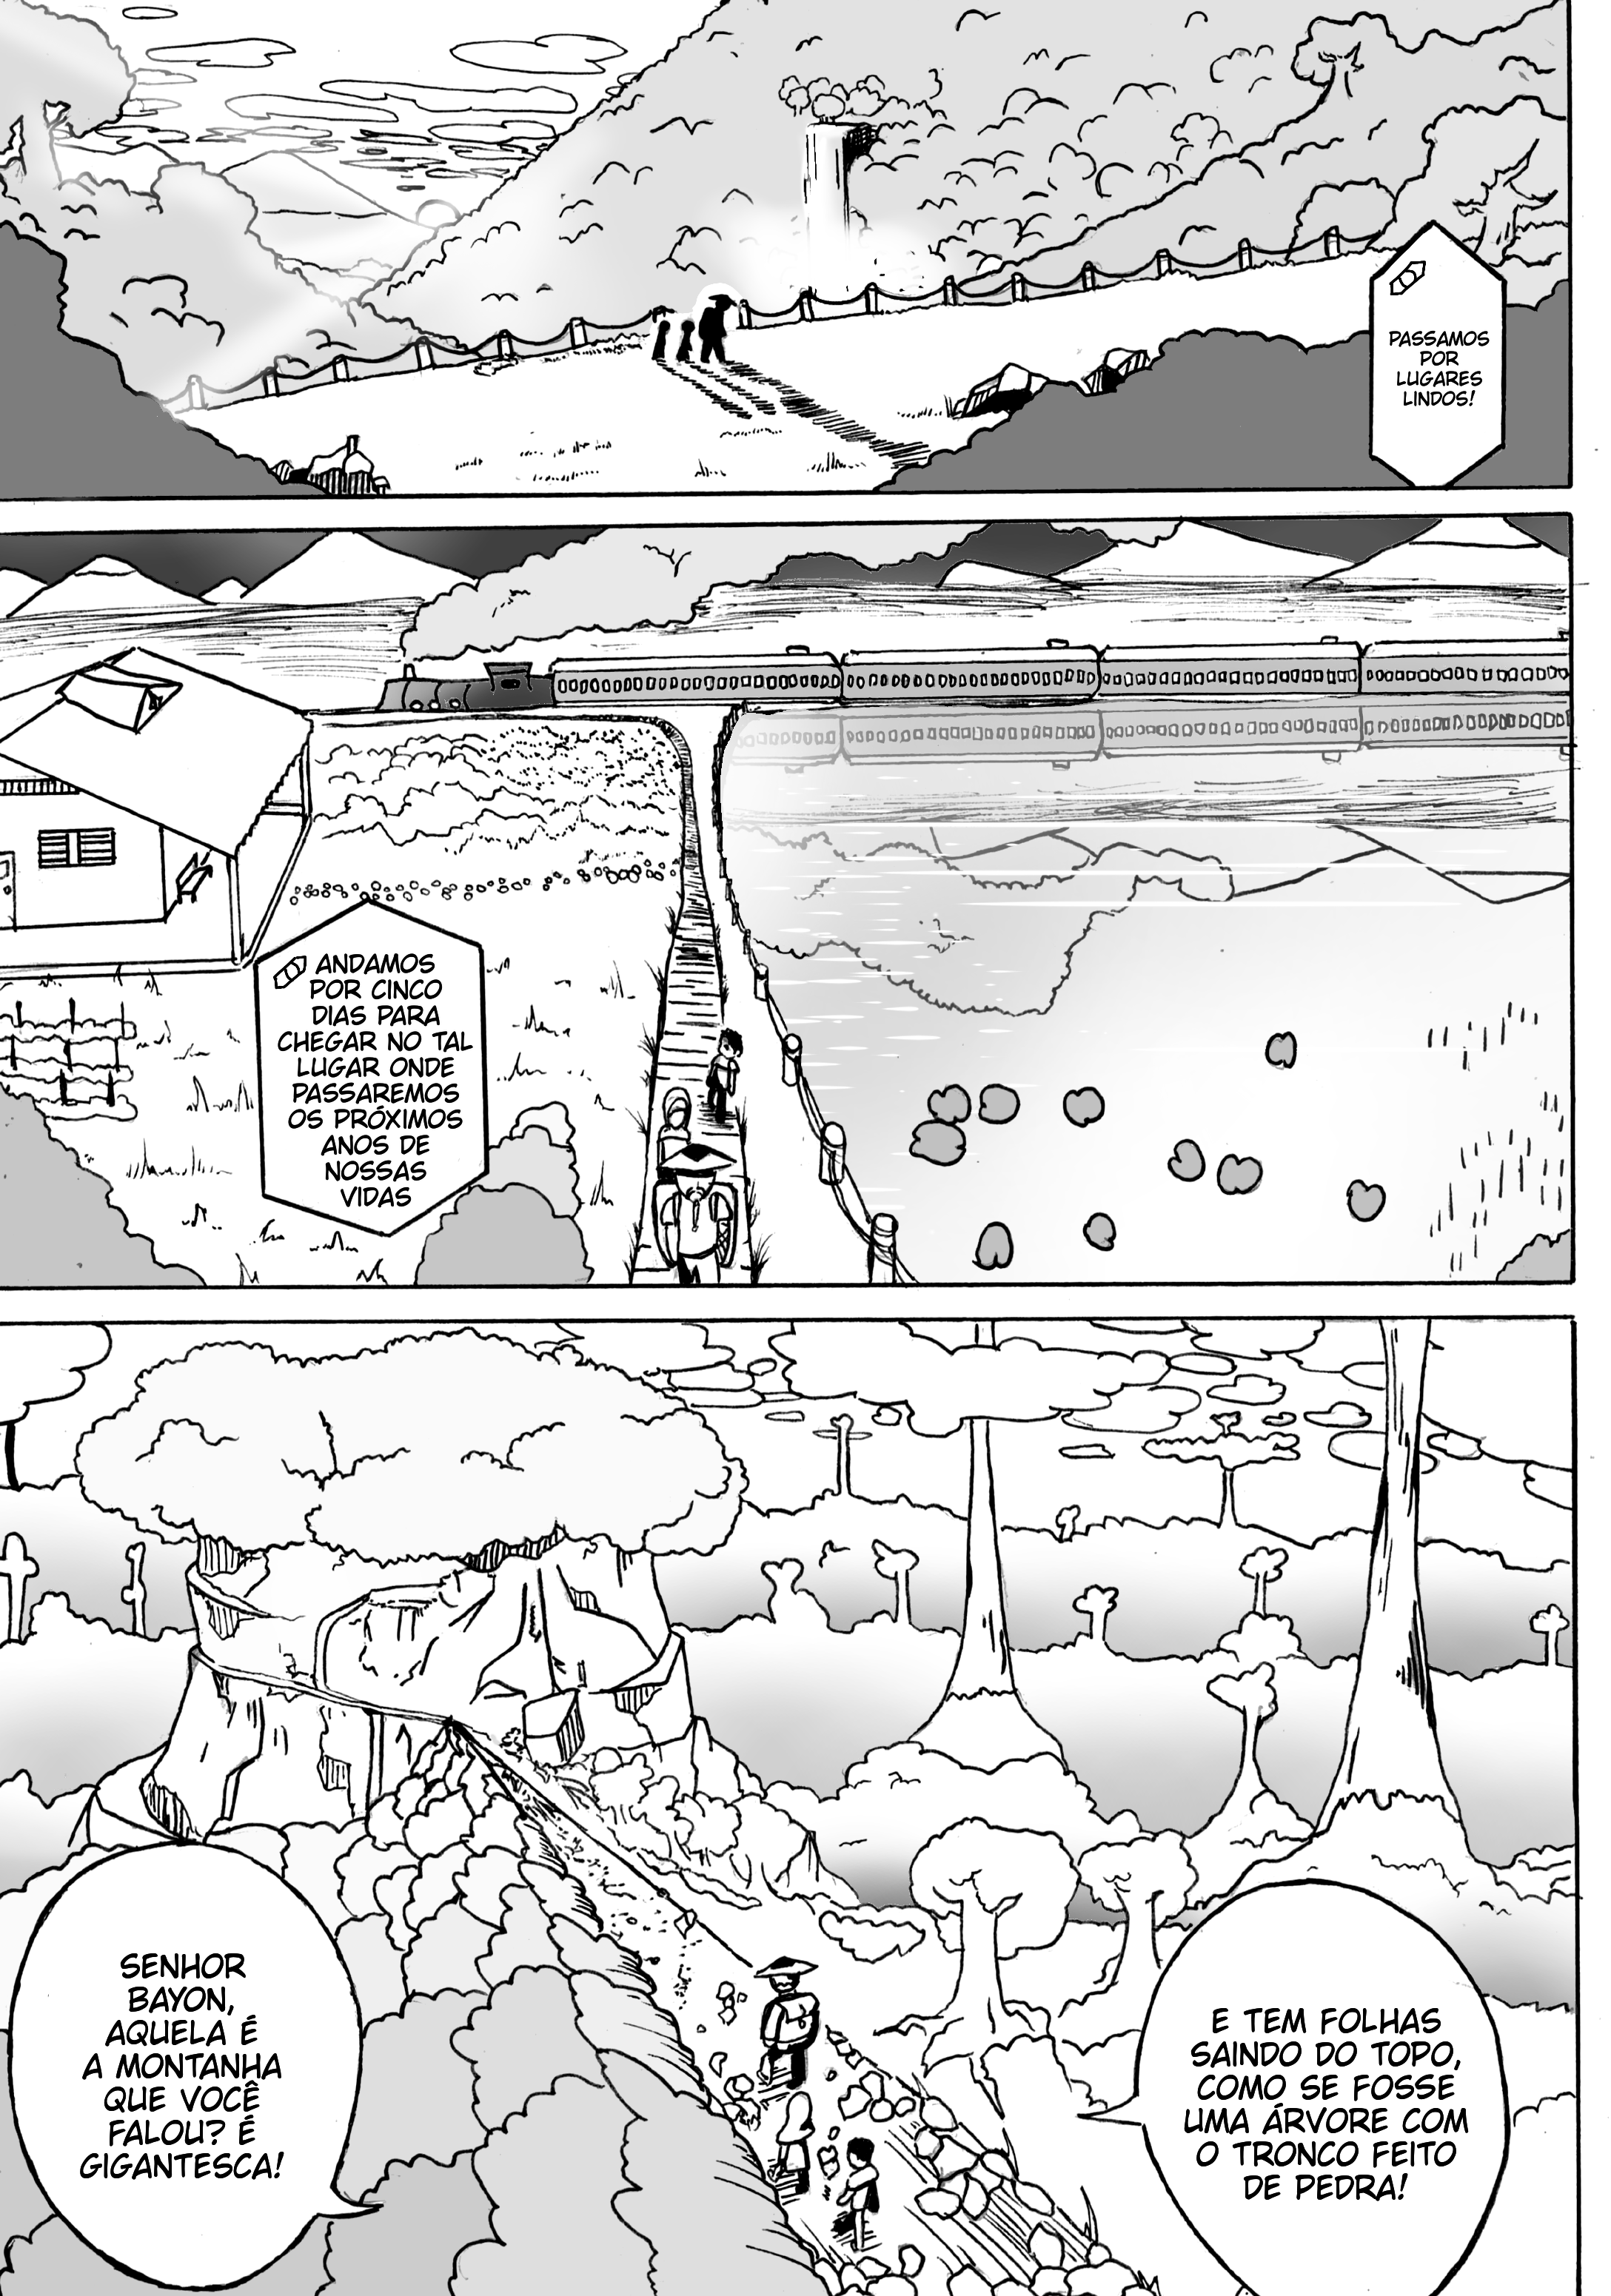 PASSAMOS
POR
LUGARES
LINDOS!
ANDAMOS
POR CINCO
DIAS PARA
CHEGAR NO TAL
LUGAR ONDE
PASSAREMOS
OS PRÓXIMOS
ANOS DE
NOSSAS
VIDAS
SENHOR
BAYON,
AQUELA É
A MONTANHA
QUE VOCÊ
FALOU? É
GIGANTESCA!
E TEM FOLHAS
SAINDO DO TOPO,
COMO SE FOSSE
UMA ÁRVORE COM
O TRONCO FEITO
DE PEDRA!